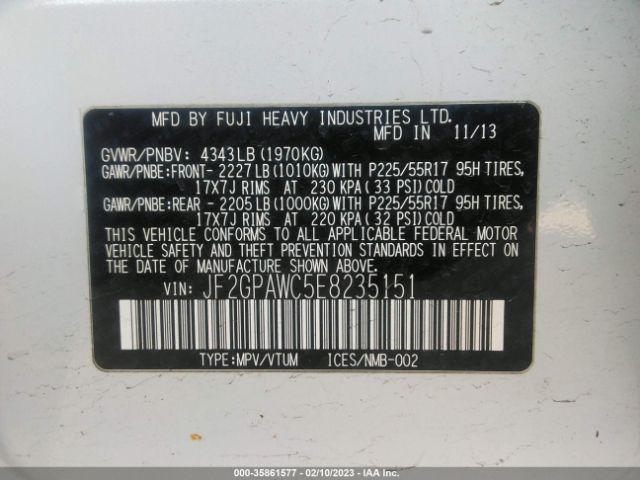 MFD BY FUJI HEAVY INDUSTRIES LTD.
MFD IN 11/13
GVWR/PNBV: 4343LB(1970KG)
GAWR/PNBE:FRONT- 2227LB(1010KG)WITH P225/55R17 95H TIRES,
17X7J RIMS AT 230 KPA(33 PSI)COLD
GAWR/PNBE:REAR - 2205LB(1000KG)WITH P225/55R17 95H TIRES,
17X7J RIMS AT 220 KPA(32 PSI)COLD
THIS VEHICLE CONFORMS TO ALL APPLICABLE FEDERAL MOTOR
VEHICLE SAFETY AND THEFT PREVENTION STANDARDS IN EFFECT ON
THE DATE OF MANUFACTURE SHOWN ABOVE.
VIN: JF2GPAWC5E8235151
TYPE:MPV/VTUM ICES/NMB-002
000-35861577 - 02/10/2023 - IAA Inc.